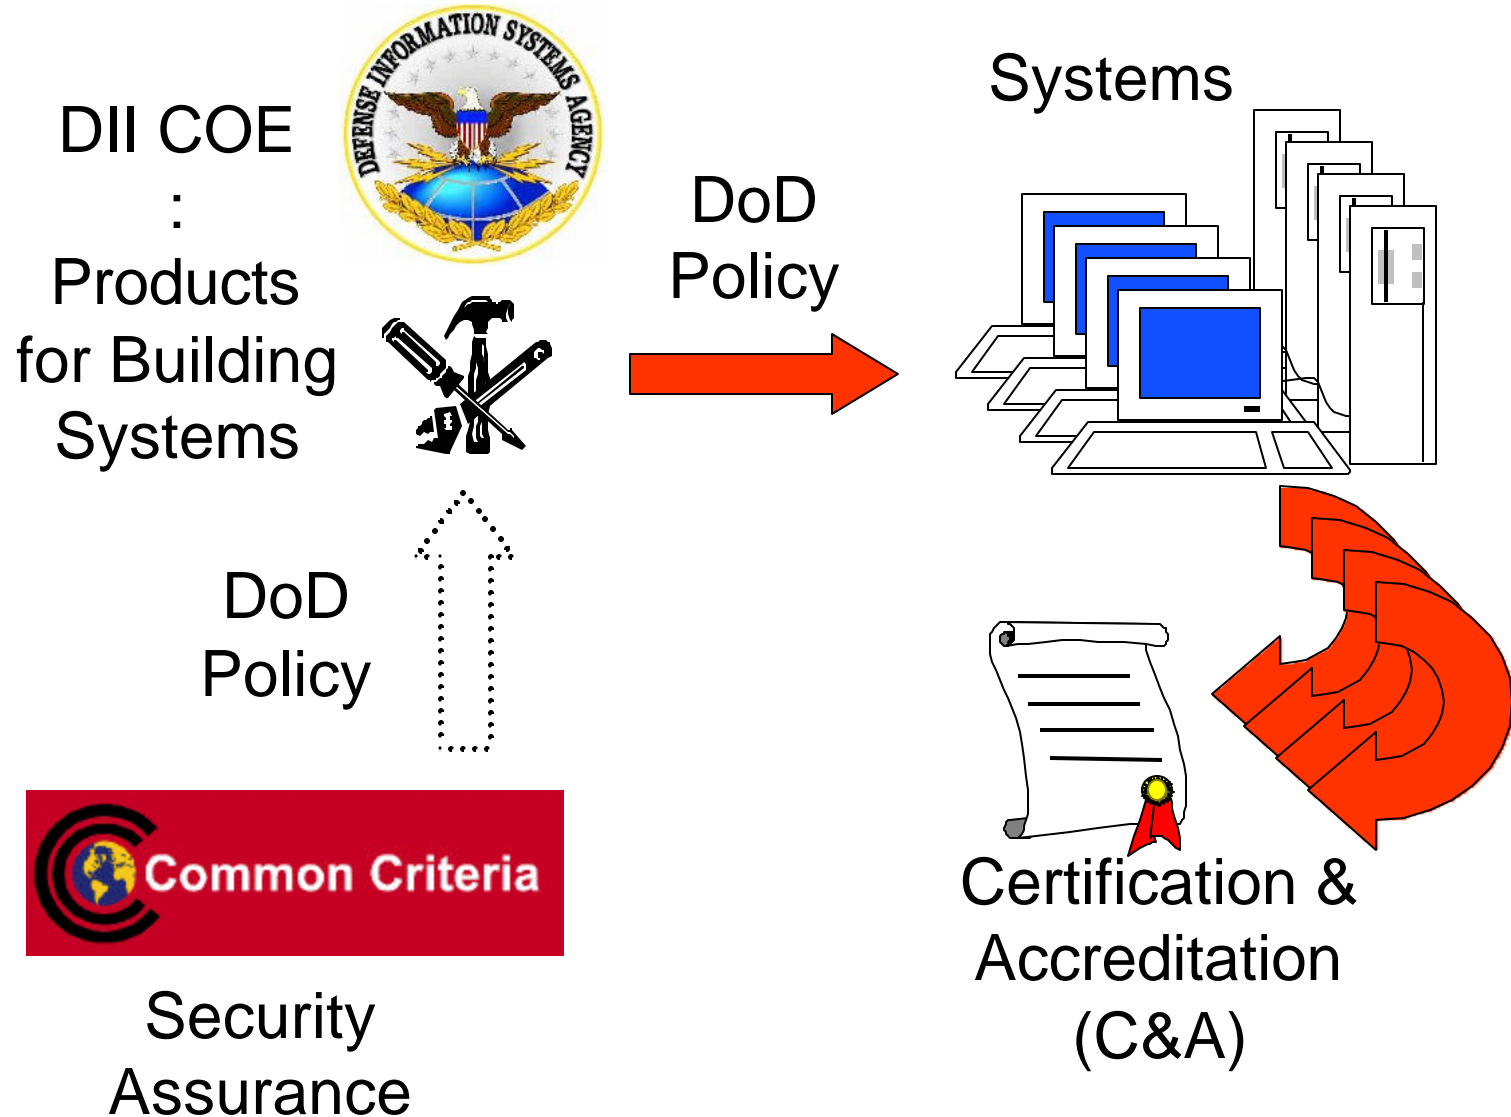 DEFENSE INFORMATION SYSTEMS AGENCY
DII COE
:
Products
for Building
Systems
DoD
Policy
Systems
DoD
Policy
Common Criteria
Security
Assurance
Certification &
Accreditation
(C&A)